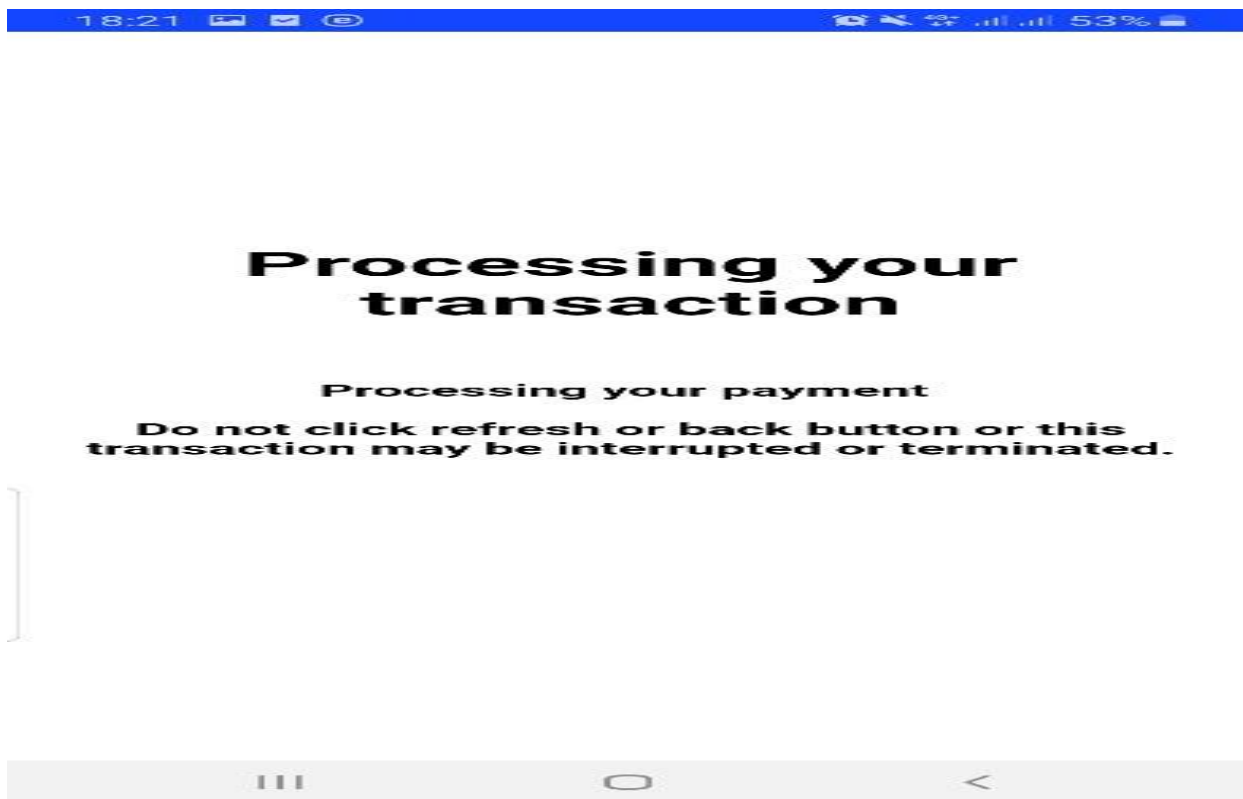 18:21 53%
Processing your
transaction
Processing your payment
Do not click refresh or back button or this
transaction may be interrupted or terminated.